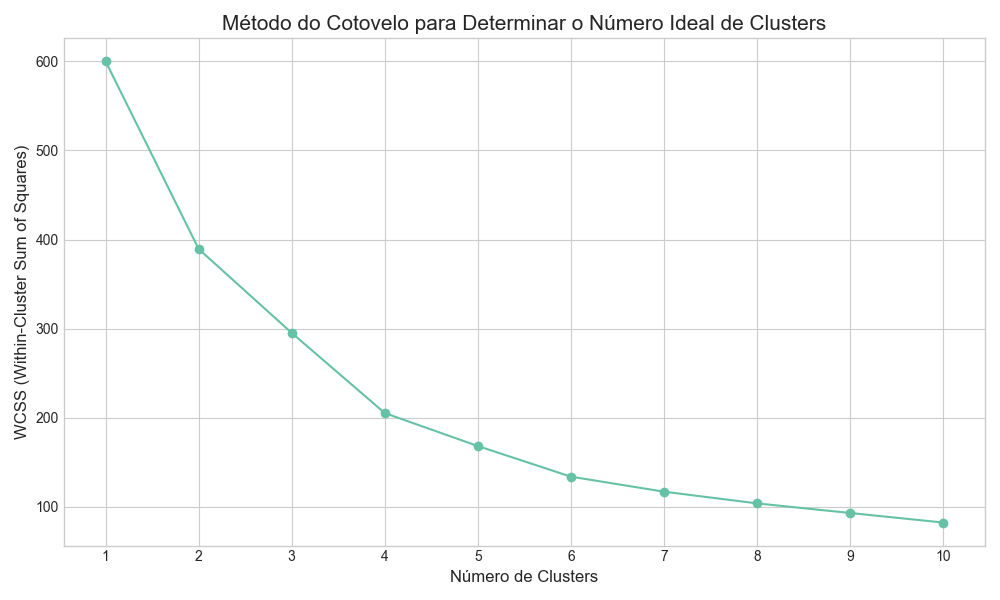 Método do Cotovelo para Determinar o Número Ideal de Clusters
WCSS (Within-Cluster Sum of Squares)
600
500
400
300
200
100
1 2 3 4 5 6 7 8 9 10
Número de Clusters